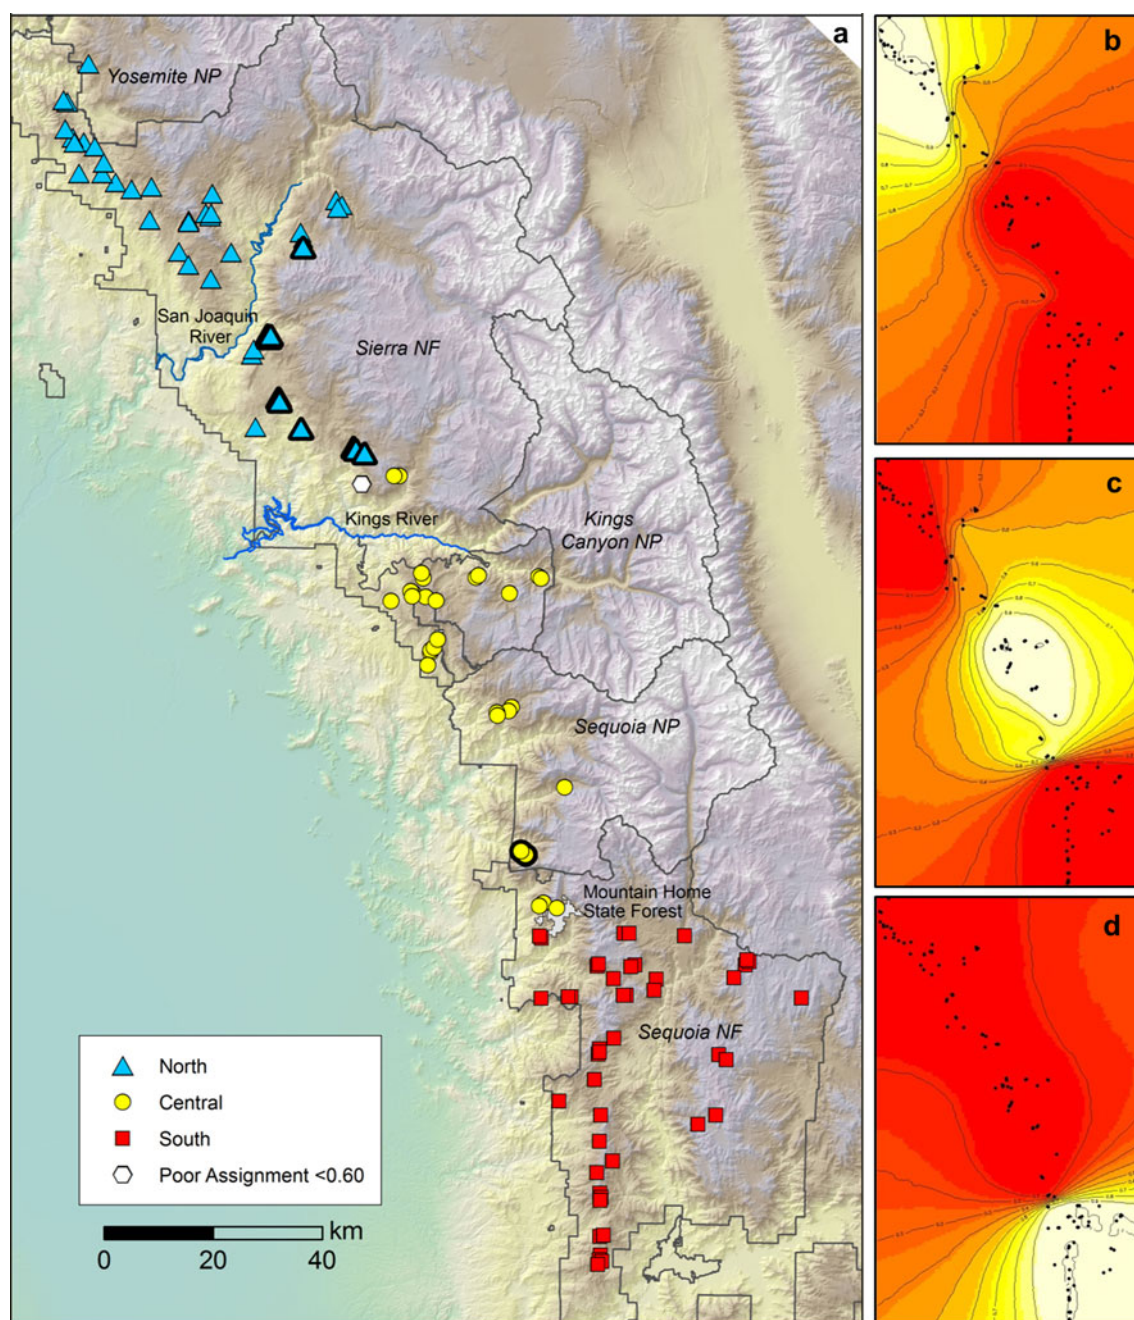 a
Yosemite NP
San Joaquin
River
Sierra NF
Kings River
Kings
Canyon NP
Sequoia NP
Mountain Home
State Forest
Sequoia NF
North
Central
South
Poor Assignment <0.60
km
0 20 40
b
c
d